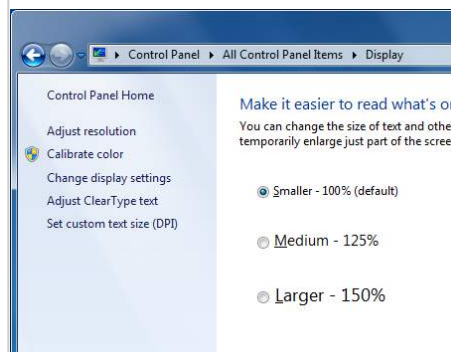 Control Panel ▸ All Control Panel Items ▸ Display
Control Panel Home
Adjust resolution
Calibrate color
Change display settings
Adjust ClearType text
Set custom text size (DPI)
Make it easier to read what's o
You can change the size of text and othe
temporarily enlarge just part of the scree
Smaller - 100% (default)
Medium - 125%
Larger - 150%